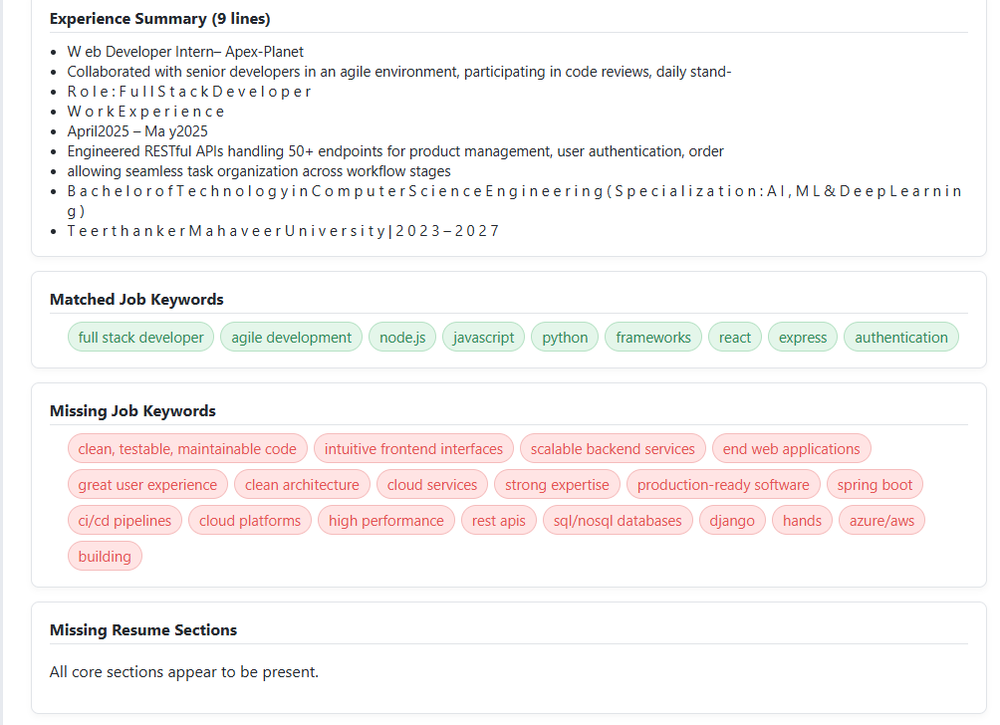 Experience Summary (9 lines)
W eb Developer Intern– Apex-Planet
Collaborated with senior developers in an agile environment, participating in code reviews, daily stand-
R o l e : F u l l S t a c k D e v e l o p e r
W o r k E x p e r i e n c e
April2025 – Ma y2025
Engineered RESTful APIs handling 50+ endpoints for product management, user authentication, order
allowing seamless task organization across workflow stages
B a c h e l o r o f T e c h n o l o g y i n C o m p u t e r S c i e n c e E n g i n e e r i n g ( S p e c i a l i z a t i o n : A I , M L & D e e p L e a r n i n
g )
T e e r t h a n k e r M a h a v e e r U n i v e r s i t y | 2 0 2 3 – 2 0 2 7
Matched Job Keywords
full stack developer agile development node.js javascript python frameworks react express authentication
Missing Job Keywords
clean, testable, maintainable code intuitive frontend interfaces scalable backend services end web applications
great user experience clean architecture cloud services strong expertise production-ready software spring boot
ci/cd pipelines cloud platforms high performance rest apis sql/nosql databases django hands azure/aws
building
Missing Resume Sections
All core sections appear to be present.